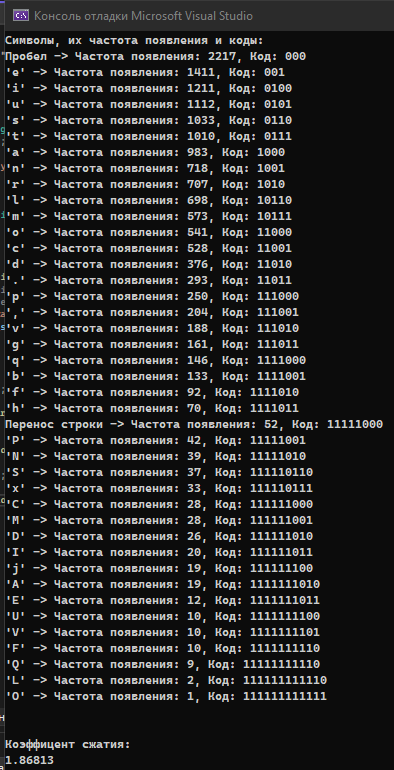 Консоль отладки Microsoft Visual Studio
Символы, их частота появления и коды:
Пробел -> Частота появления: 2217, Код: 000
'e' -> Частота появления: 1411, Код: 001
'i' -> Частота появления: 1211, Код: 0100
'u' -> Частота появления: 1112, Код: 0101
's' -> Частота появления: 1033, Код: 0110
't' -> Частота появления: 1010, Код: 0111
'a' -> Частота появления: 983, Код: 1000
'n' -> Частота появления: 718, Код: 1001
'r' -> Частота появления: 707, Код: 1010
'l' -> Частота появления: 698, Код: 10110
'm' -> Частота появления: 573, Код: 10111
'o' -> Частота появления: 541, Код: 11000
'c' -> Частота появления: 528, Код: 11001
'd' -> Частота появления: 376, Код: 11010
'.' -> Частота появления: 293, Код: 11011
'p' -> Частота появления: 250, Код: 111000
',' -> Частота появления: 204, Код: 111001
'v' -> Частота появления: 188, Код: 111010
'g' -> Частота появления: 161, Код: 111011
'q' -> Частота появления: 146, Код: 1111000
'b' -> Частота появления: 133, Код: 1111001
'f' -> Частота появления: 92, Код: 1111010
'h' -> Частота появления: 70, Код: 1111011
Перенос строки -> Частота появления: 52, Код: 11111000
'P' -> Частота появления: 42, Код: 11111001
'N' -> Частота появления: 39, Код: 11111010
'S' -> Частота появления: 37, Код: 111110110
'x' -> Частота появления: 33, Код: 111110111
'C' -> Частота появления: 28, Код: 111111000
'M' -> Частота появления: 28, Код: 111111001
'D' -> Частота появления: 26, Код: 111111010
'I' -> Частота появления: 20, Код: 111111011
'j' -> Частота появления: 19, Код: 111111100
'A' -> Частота появления: 19, Код: 1111111010
'E' -> Частота появления: 12, Код: 1111111011
'U' -> Частота появления: 10, Код: 1111111100
'V' -> Частота появления: 10, Код: 1111111101
'F' -> Частота появления: 10, Код: 1111111110
'Q' -> Частота появления: 9, Код: 11111111110
'L' -> Частота появления: 2, Код: 111111111110
'O' -> Частота появления: 1, Код: 111111111111
Коэффицент сжатия:
1.86813